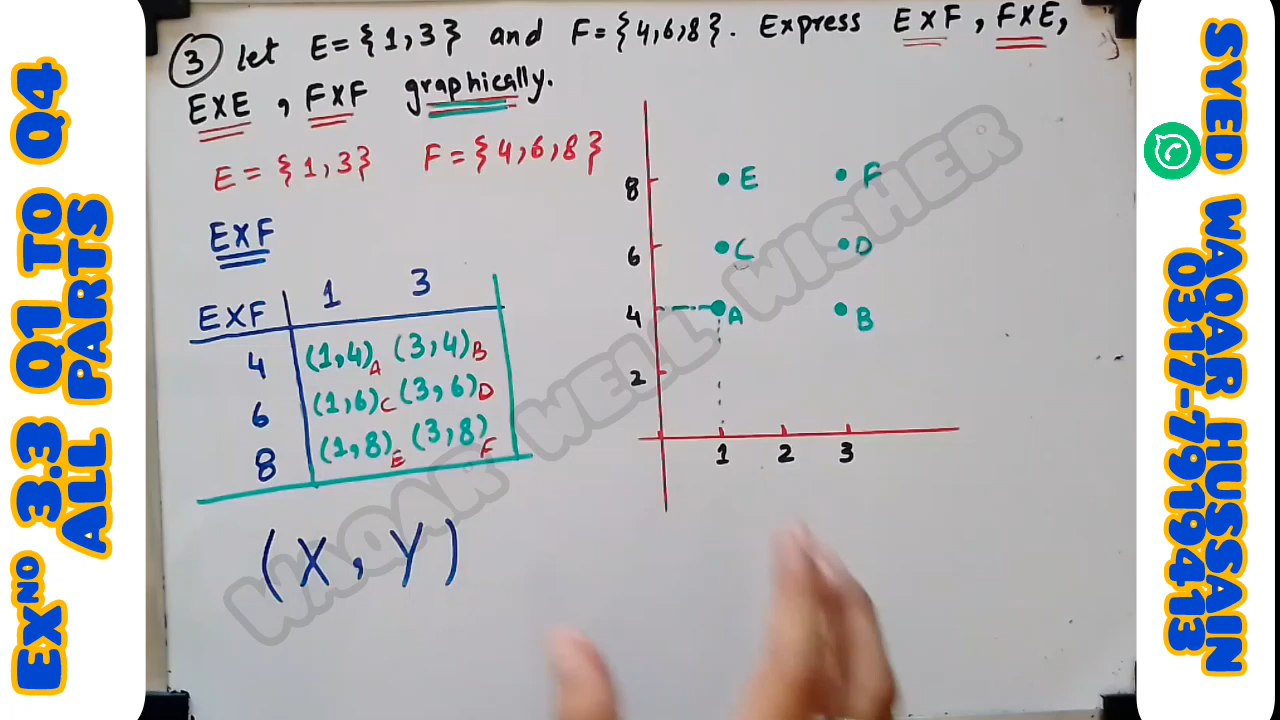 ③ let E = {1,3} and F = {4,6,8}. Express E×F, F×E,
E×E, F×F graphically.
E = {1,3} F = {4,6,8}
E×F
E×F 1 3
4 (1,4)A (3,4)B
6 (1,6)C (3,6)D
8 (1,8)E (3,8)F
(X, Y)
8 E F
6 C D
4 A B
2
1 2 3
WAQAR WELL WISHER
EXᴺᴼ 3.3 Q1 TO Q4
ALL PARTS
SYED WAQAR HUSSAIN
0317-7919413